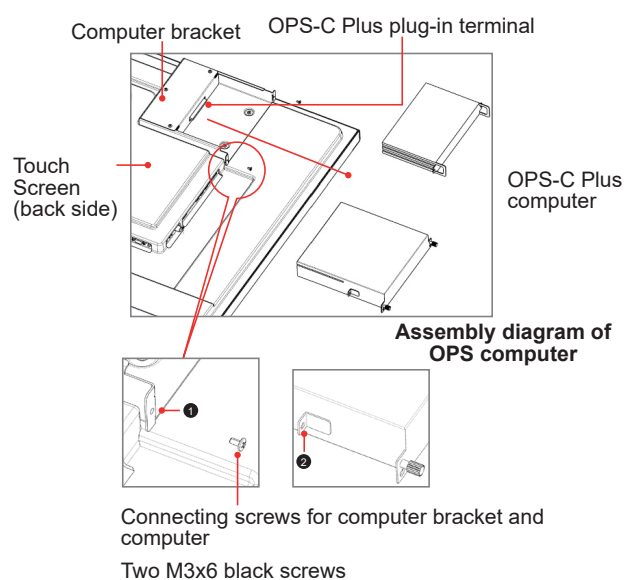 Computer bracket
OPS-C Plus plug-in terminal
Touch
Screen
(back side)
OPS-C Plus
computer
Assembly diagram of
OPS computer
1
2
Connecting screws for computer bracket and
computer
Two M3x6 black screws